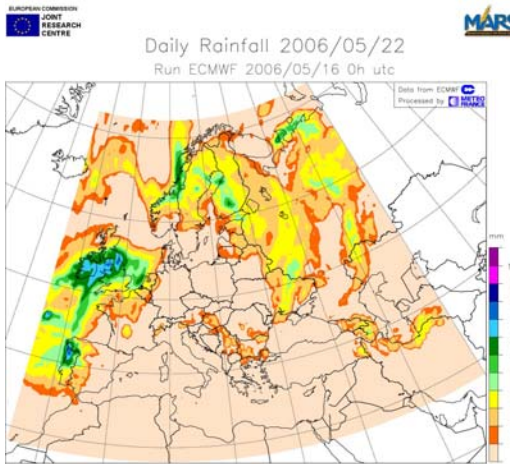 EUROPEAN COMMISSION
JOINT
RESEARCH
CENTRE
MARS
Daily Rainfall 2006/05/22
Run ECMWF 2006/05/16 0h utc
Data from ECMWF
Processed by METEO FRANCE
mm